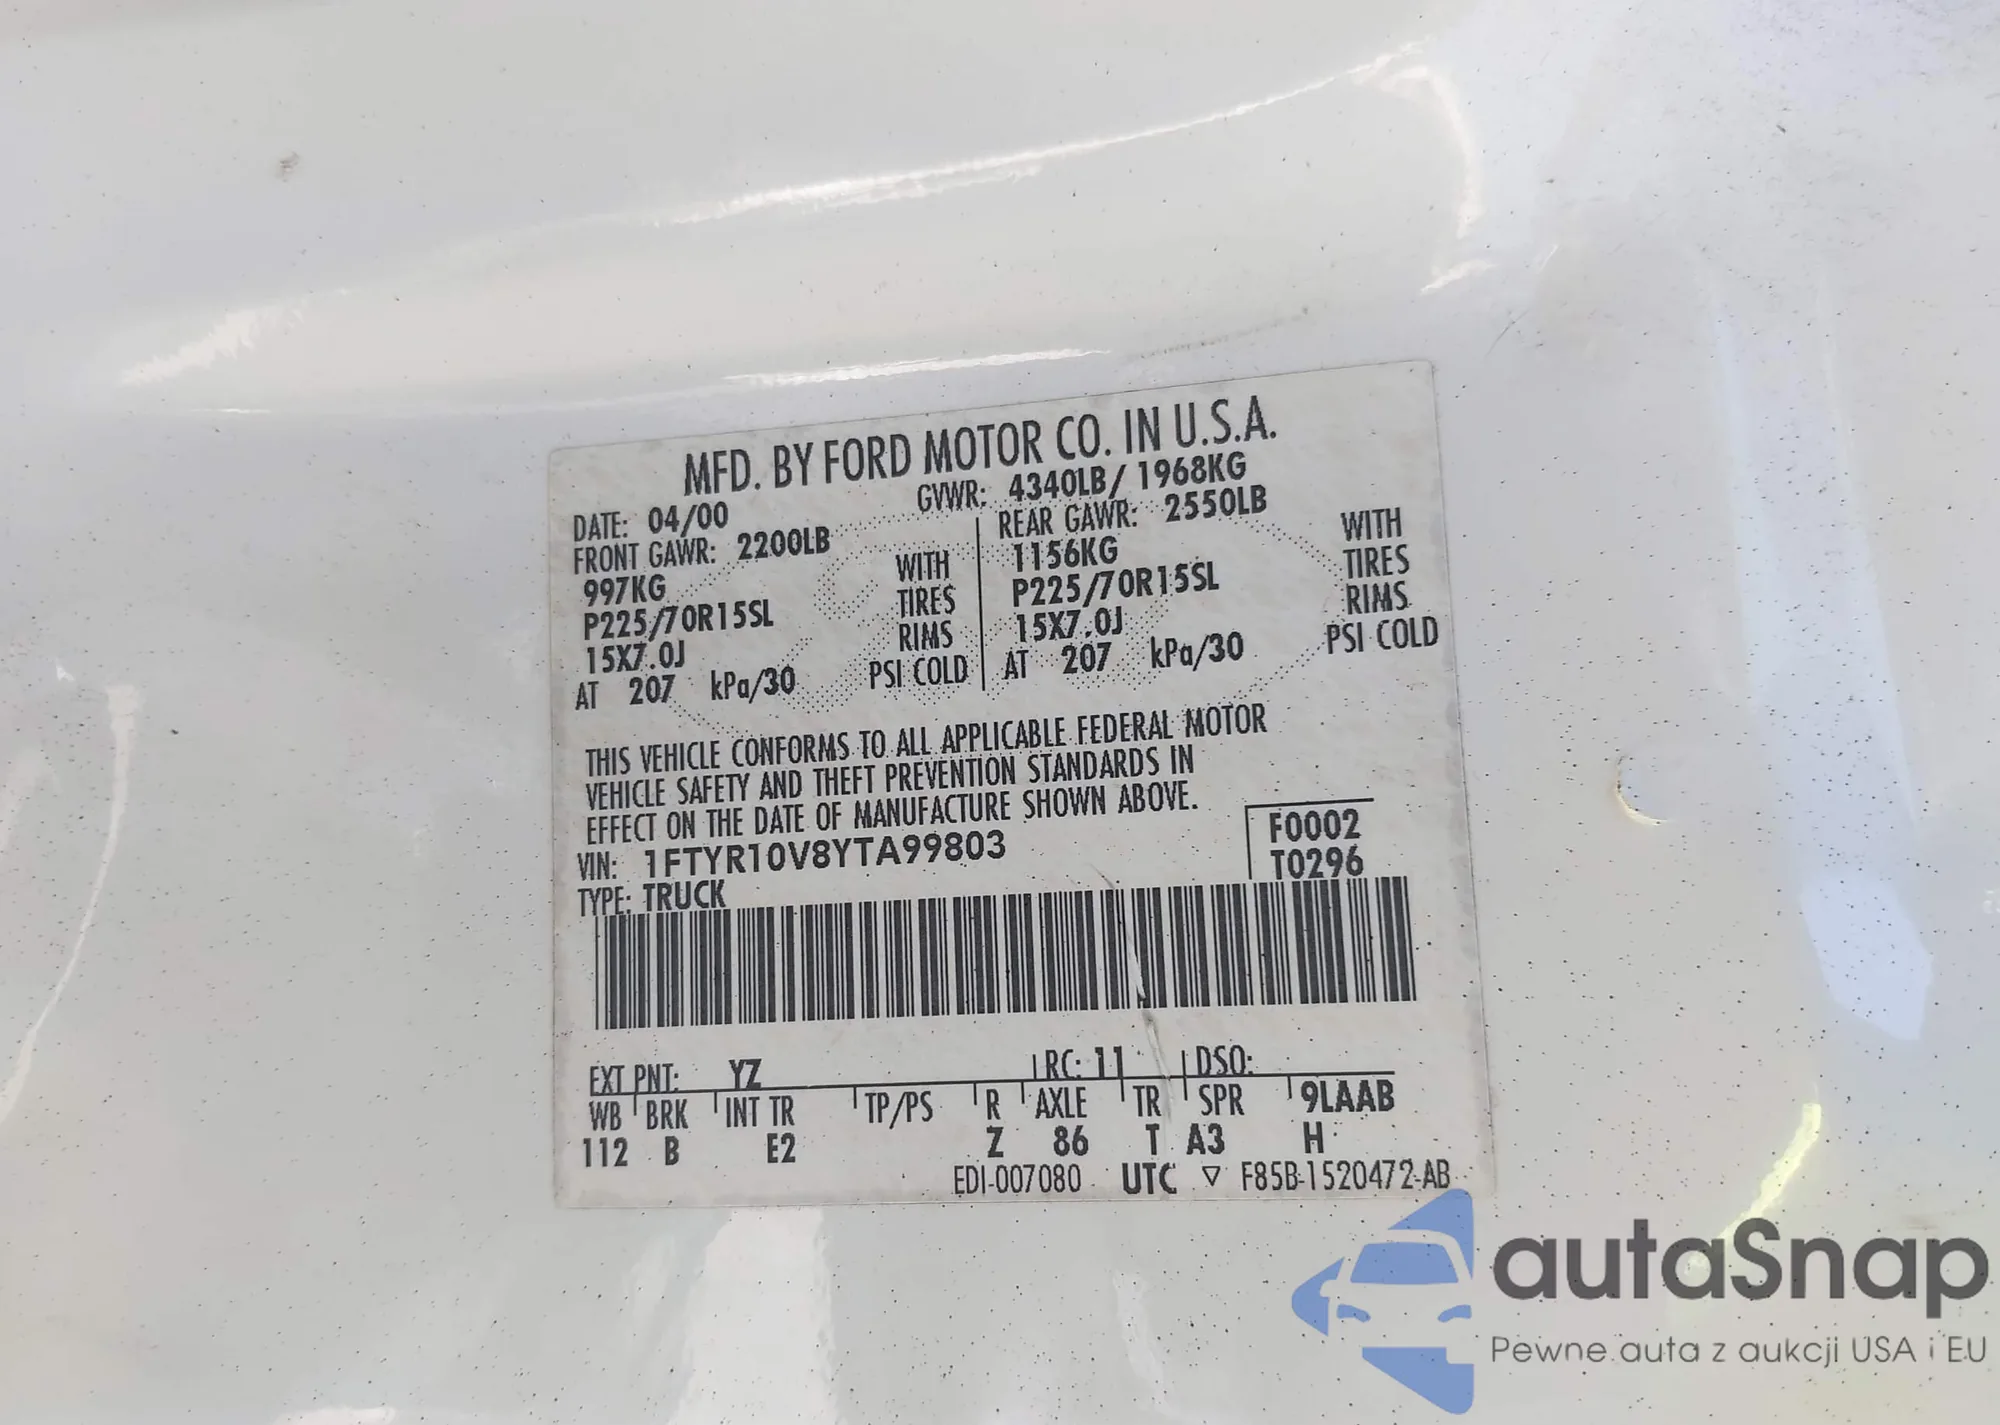 MFD. BY FORD MOTOR CO. IN U.S.A.
DATE: 04/00 GVWR: 4340LB/ 1968KG
FRONT GAWR: 2200LB REAR GAWR: 2550LB
997KG WITH 1156KG WITH
P225/70R15SL TIRES P225/70R15SL TIRES
15X7.0J RIMS 15X7.0J RIMS
AT 207 kPa/30 PSI COLD AT 207 kPa/30 PSI COLD
THIS VEHICLE CONFORMS TO ALL APPLICABLE FEDERAL MOTOR
VEHICLE SAFETY AND THEFT PREVENTION STANDARDS IN
EFFECT ON THE DATE OF MANUFACTURE SHOWN ABOVE.
VIN: 1FTYR10V8YTA99803 F0002
TYPE: TRUCK T0296
EXT PNT: YZ RC: 11 DSO:
WB BRK INT TR TP/PS R AXLE TR SPR 9LAAB
112 B E2 Z 86 T A3 H
EDI-007080 UTC ▽ F85B-1520472-AB
autoSnap
Pewne auta z aukcji USA i EU